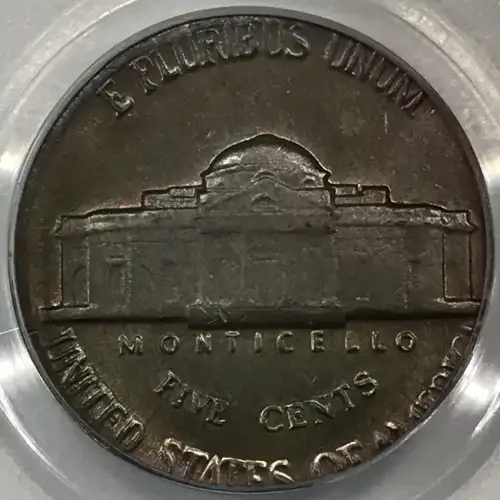 E PLURIBUS UNUM
MONTICELLO
FIVE CENTS
UNITED STATES OF AMERICA